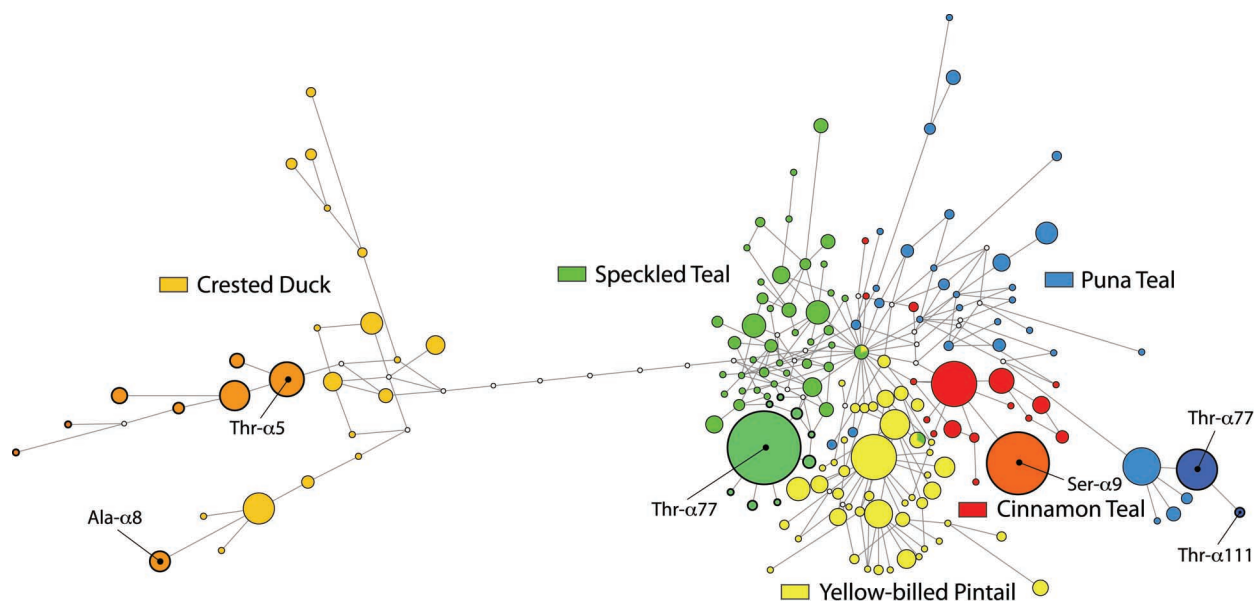 Crested Duck
Speckled Teal
Puna Teal
Thr-α5
Thr-α77
Ala-α8
Thr-α77
Ser-α9
Cinnamon Teal
Thr-α111
Yellow-billed Pintail